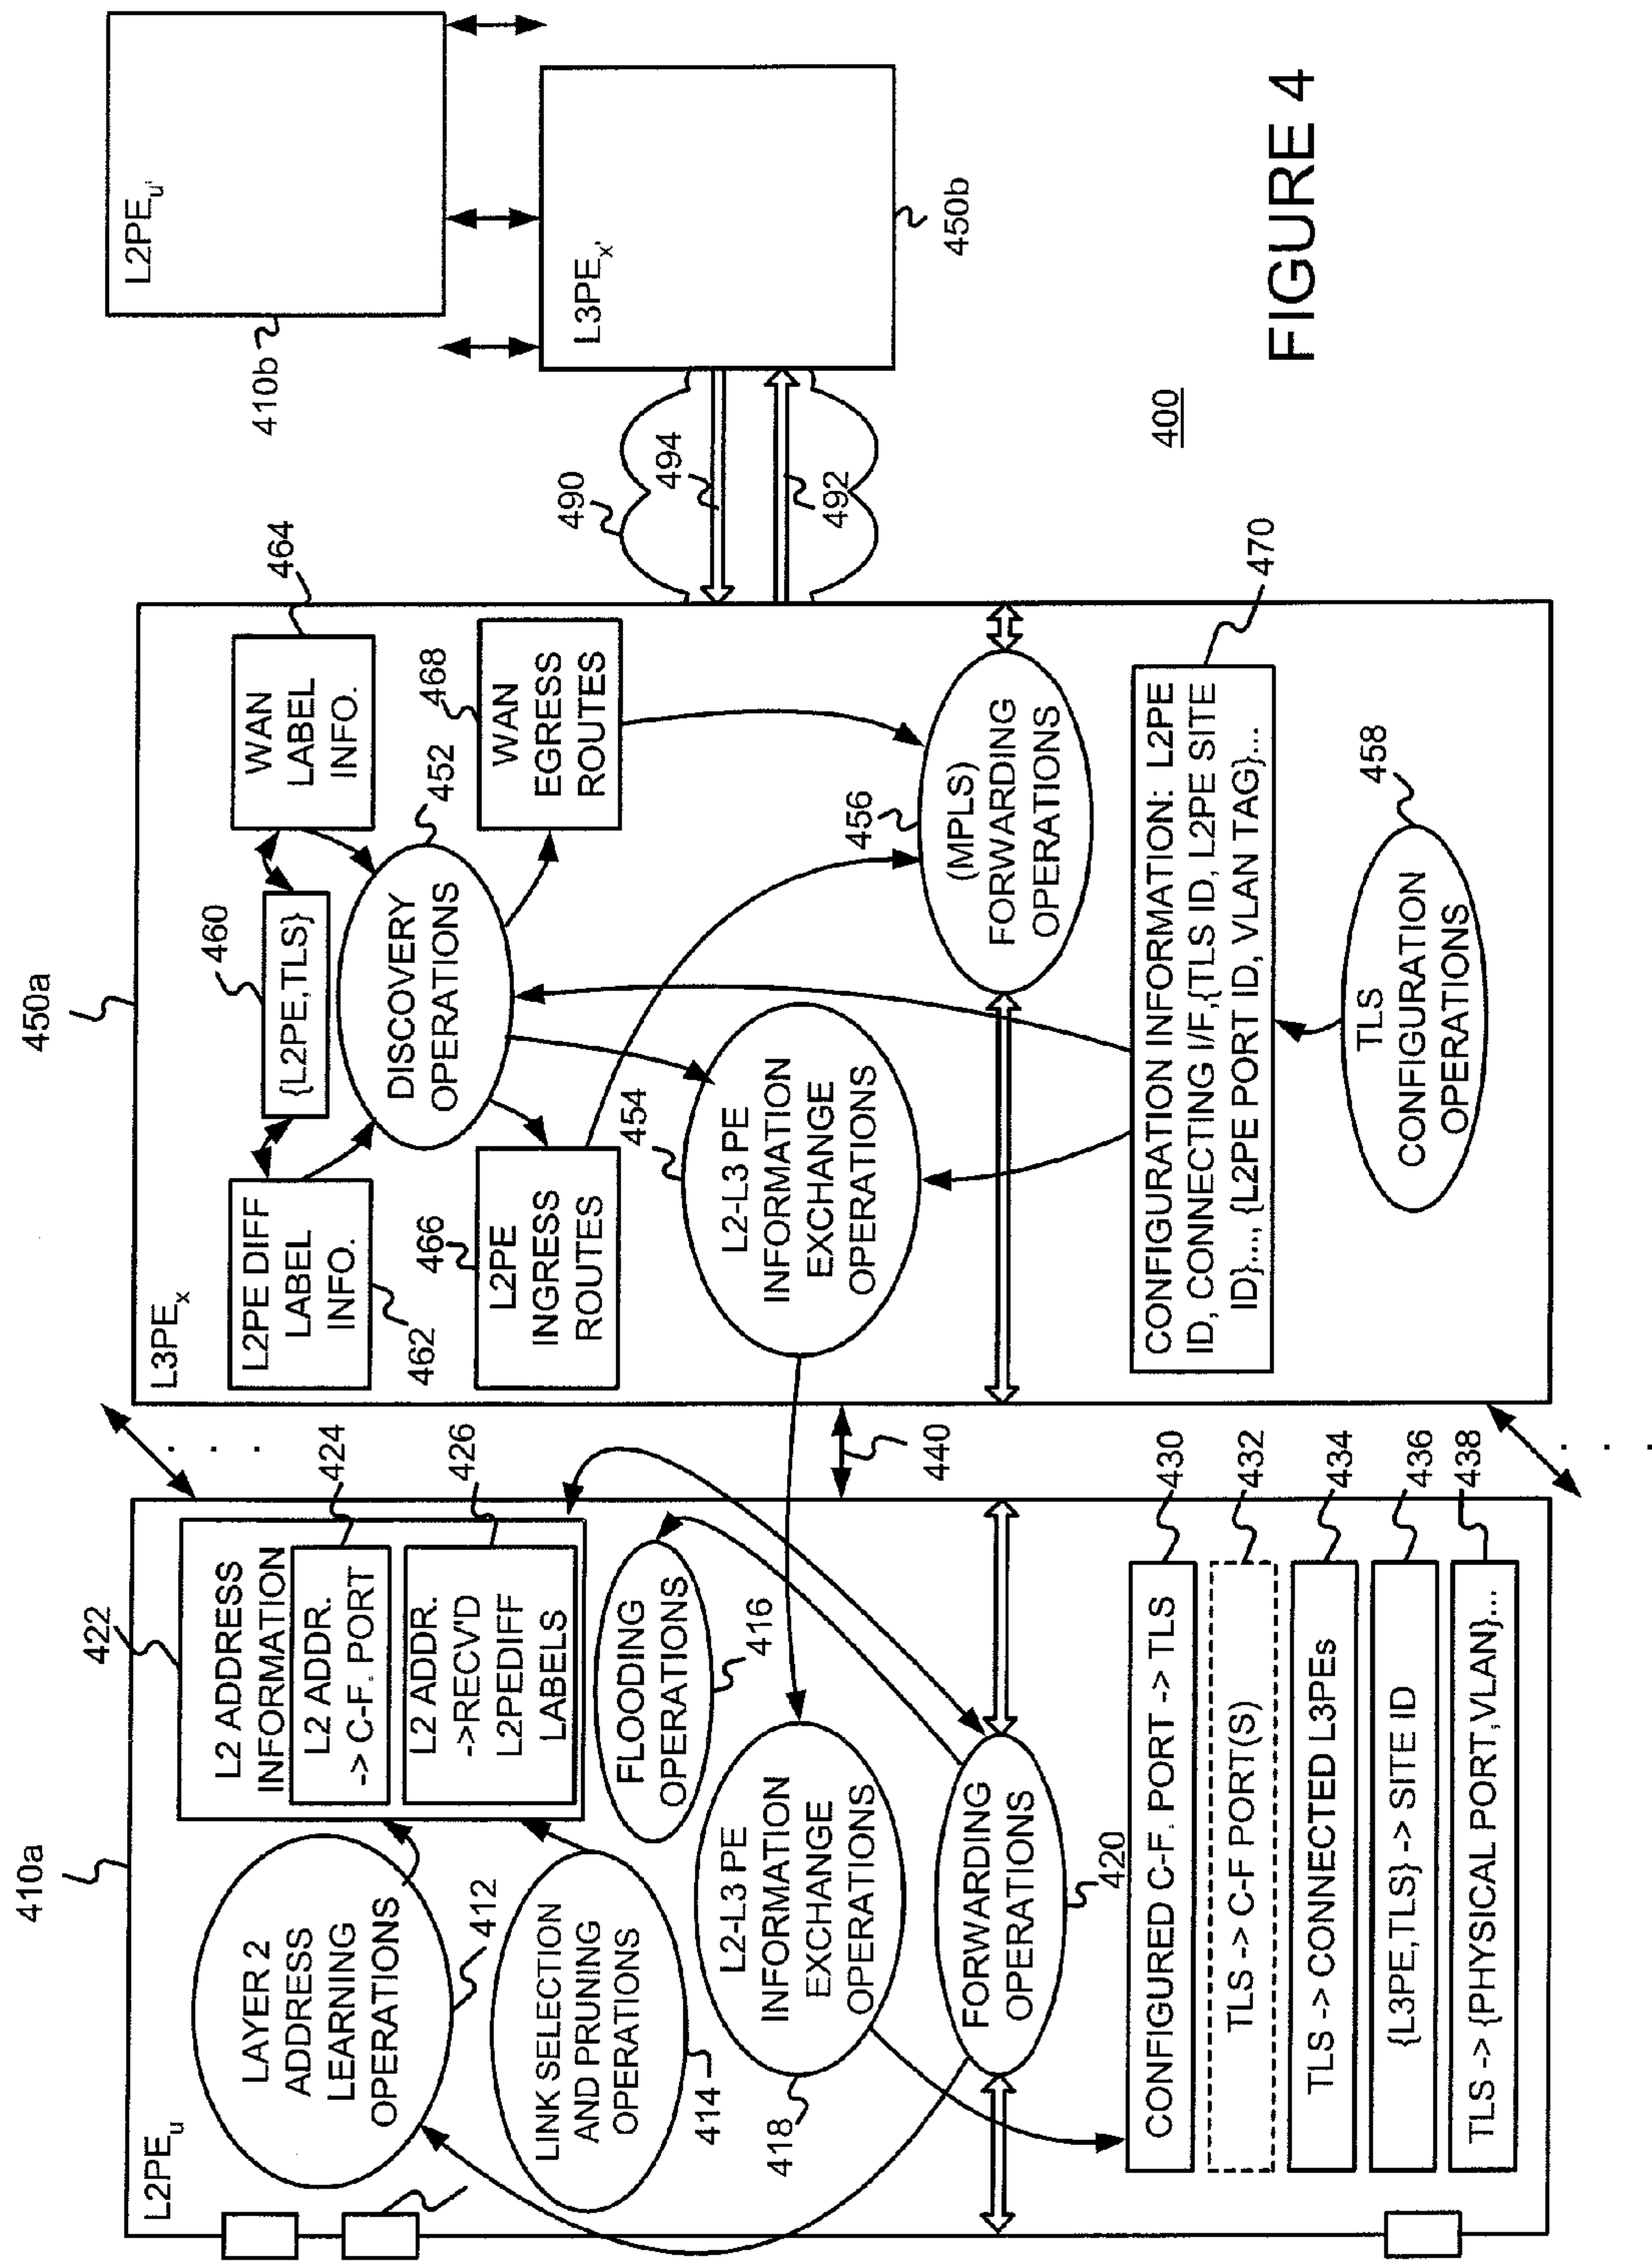 410a
L2PEu
LAYER 2
ADDRESS
LEARNING
OPERATIONS
412
LINK SELECTION
AND PRUNING
OPERATIONS
414
422
L2 ADDRESS
INFORMATION
L2 ADDR.
-> C-F. PORT
424
L2 ADDR.
->RECV'D
L2PEDIFF
LABELS
426
FLOODING
OPERATIONS
416
L2-L3 PE
INFORMATION
EXCHANGE
OPERATIONS
418
FORWARDING
OPERATIONS
420
CONFIGURED C-F. PORT -> TLS
430
TLS -> C-F PORT(S)
432
TLS -> CONNECTED L3PEs
434
{L3PE,TLS} -> SITE ID
436
TLS -> {PHYSICAL PORT,VLAN}...
438
. . .
. . .
440
450a
L3PEx
L2PE DIFF
LABEL
INFO.
462
460
{L2PE,TLS}
WAN
LABEL
INFO.
464
DISCOVERY
OPERATIONS
452
466
L2PE
INGRESS
ROUTES
468
WAN
EGRESS
ROUTES
454
L2-L3 PE
INFORMATION
EXCHANGE
OPERATIONS
456
(MPLS)
FORWARDING
OPERATIONS
CONFIGURATION INFORMATION: L2PE
ID, CONNECTING I/F,{TLS ID, L2PE SITE
ID}..., {L2PE PORT ID, VLAN TAG}...
470
TLS
CONFIGURATION
OPERATIONS
458
490
494
492
L2PEu'
410b
L3PEx'
450b
400
FIGURE 4